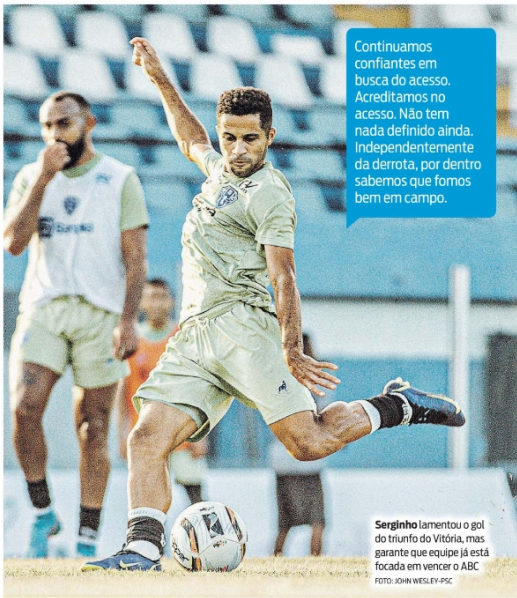 Continuamos
confiantes em
busca do acesso.
Acreditamos no
acesso. Não tem
nada definido ainda.
Independentemente
da derrota, por dentro
sabemos que fomos
bem em campo.
Serginho lamentou o gol
do triunfo do Vitória, mas
garante que equipe já está
focada em vencer o ABC
FOTO: JOHN WESLEY-PSC